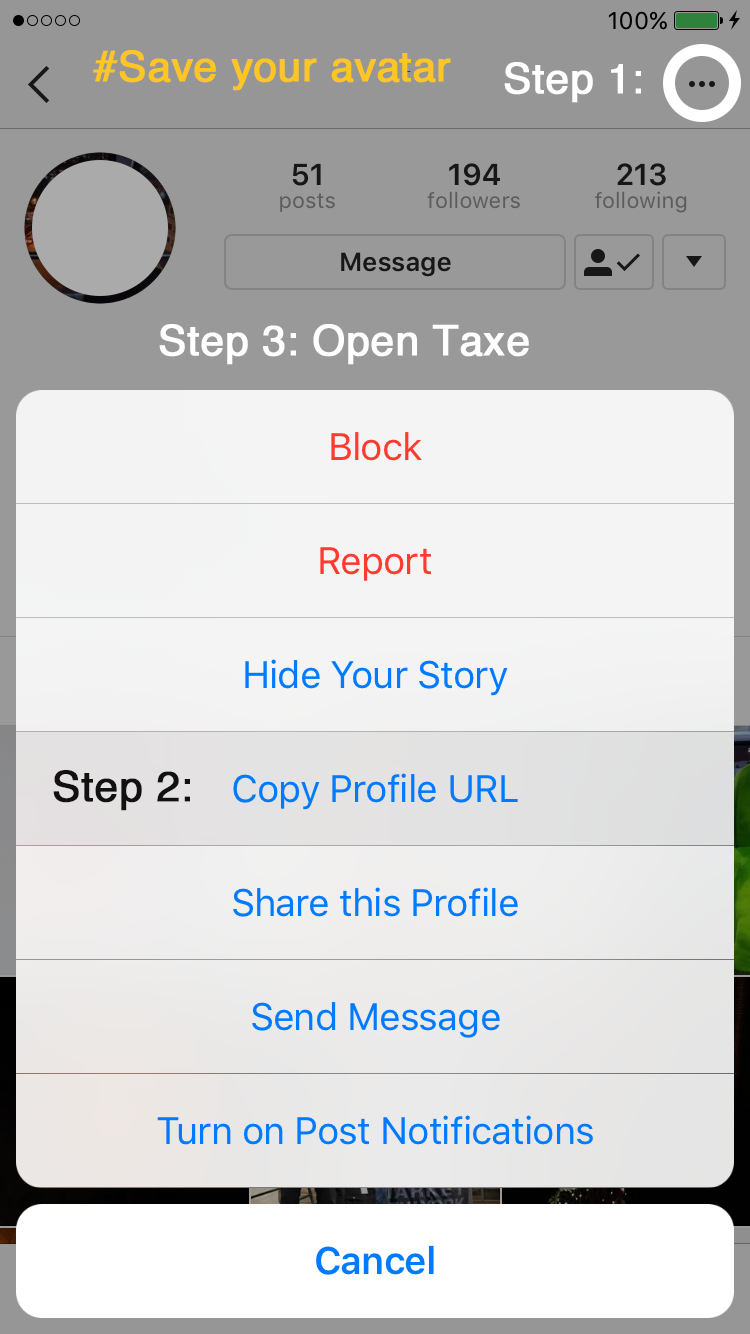 100%
#Save your avatar
Step 1:
51 194 213
posts followers following
Message
Step 3: Open Taxe
Block
Report
Hide Your Story
Step 2: Copy Profile URL
Share this Profile
Send Message
Turn on Post Notifications
MARKET
Cancel